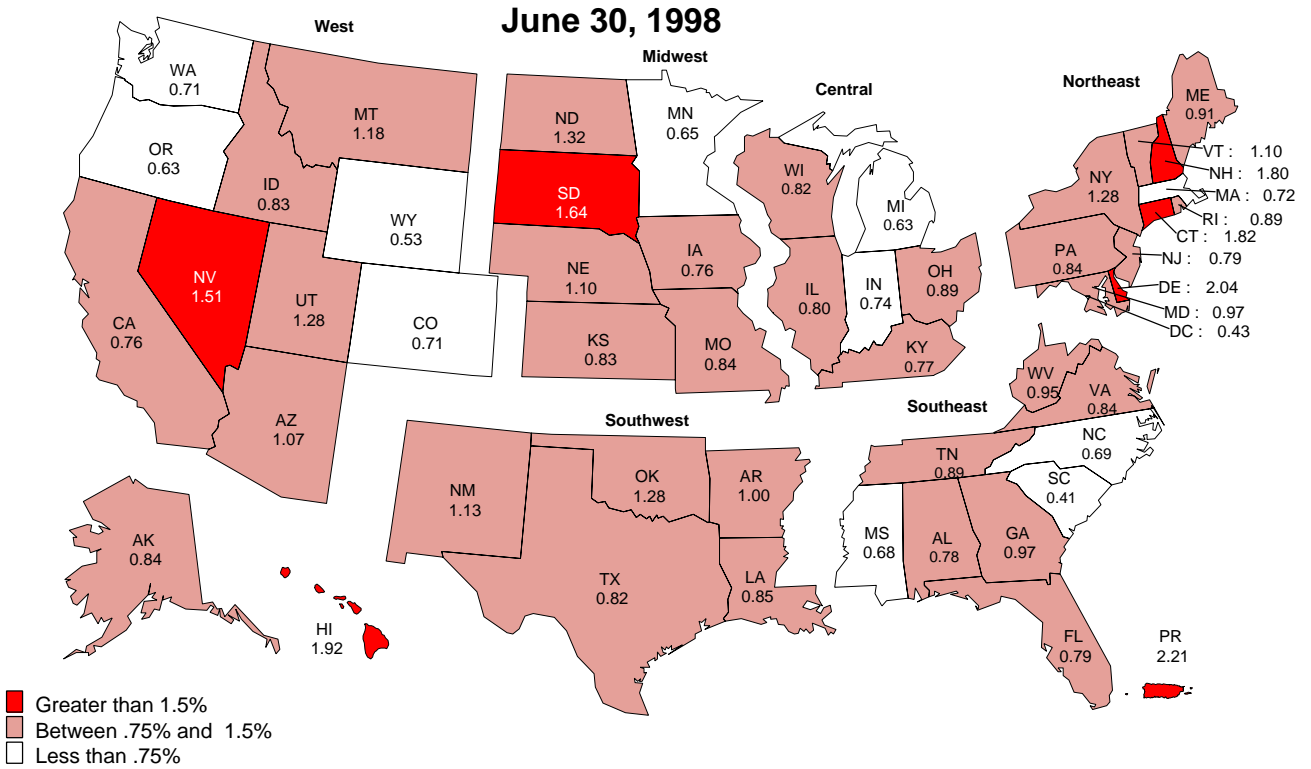 June 30, 1998
West
Midwest
Central
Northeast
WA
0.71
OR
0.63
MT
1.18
ID
0.83
WY
0.53
NV
1.51
UT
1.28
CA
0.76
CO
0.71
AZ
1.07
ND
1.32
MN
0.65
SD
1.64
NE
1.10
IA
0.76
KS
0.83
MO
0.84
WI
0.82
MI
0.63
IL
0.80
IN
0.74
OH
0.89
KY
0.77
ME
0.91
VT : 1.10
NH : 1.80
NY
1.28
MA : 0.72
RI : 0.89
CT : 1.82
PA
0.84
NJ : 0.79
DE : 2.04
MD : 0.97
DC : 0.43
Southwest
Southeast
WV
0.95
VA
0.84
NC
0.69
TN
0.89
SC
0.41
MS
0.68
AL
0.78
GA
0.97
FL
0.79
PR
2.21
NM
1.13
OK
1.28
AR
1.00
TX
0.82
LA
0.85
AK
0.84
HI
1.92
Greater than 1.5%
Between .75% and 1.5%
Less than .75%